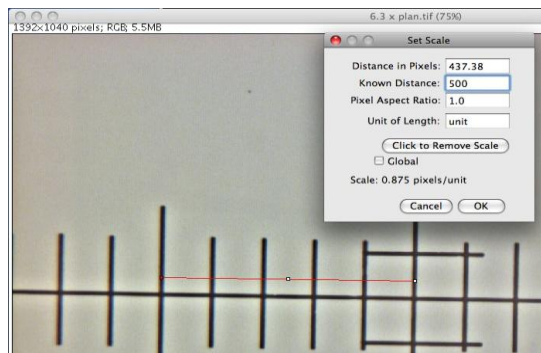 6.3 x plan.tif (75%)
1392x1040 pixels; RGB; 5.5MB
Set Scale
Distance in Pixels: 437.38
Known Distance: 500
Pixel Aspect Ratio: 1.0
Unit of Length: unit
Click to Remove Scale
Global
Scale: 0.875 pixels/unit
Cancel OK